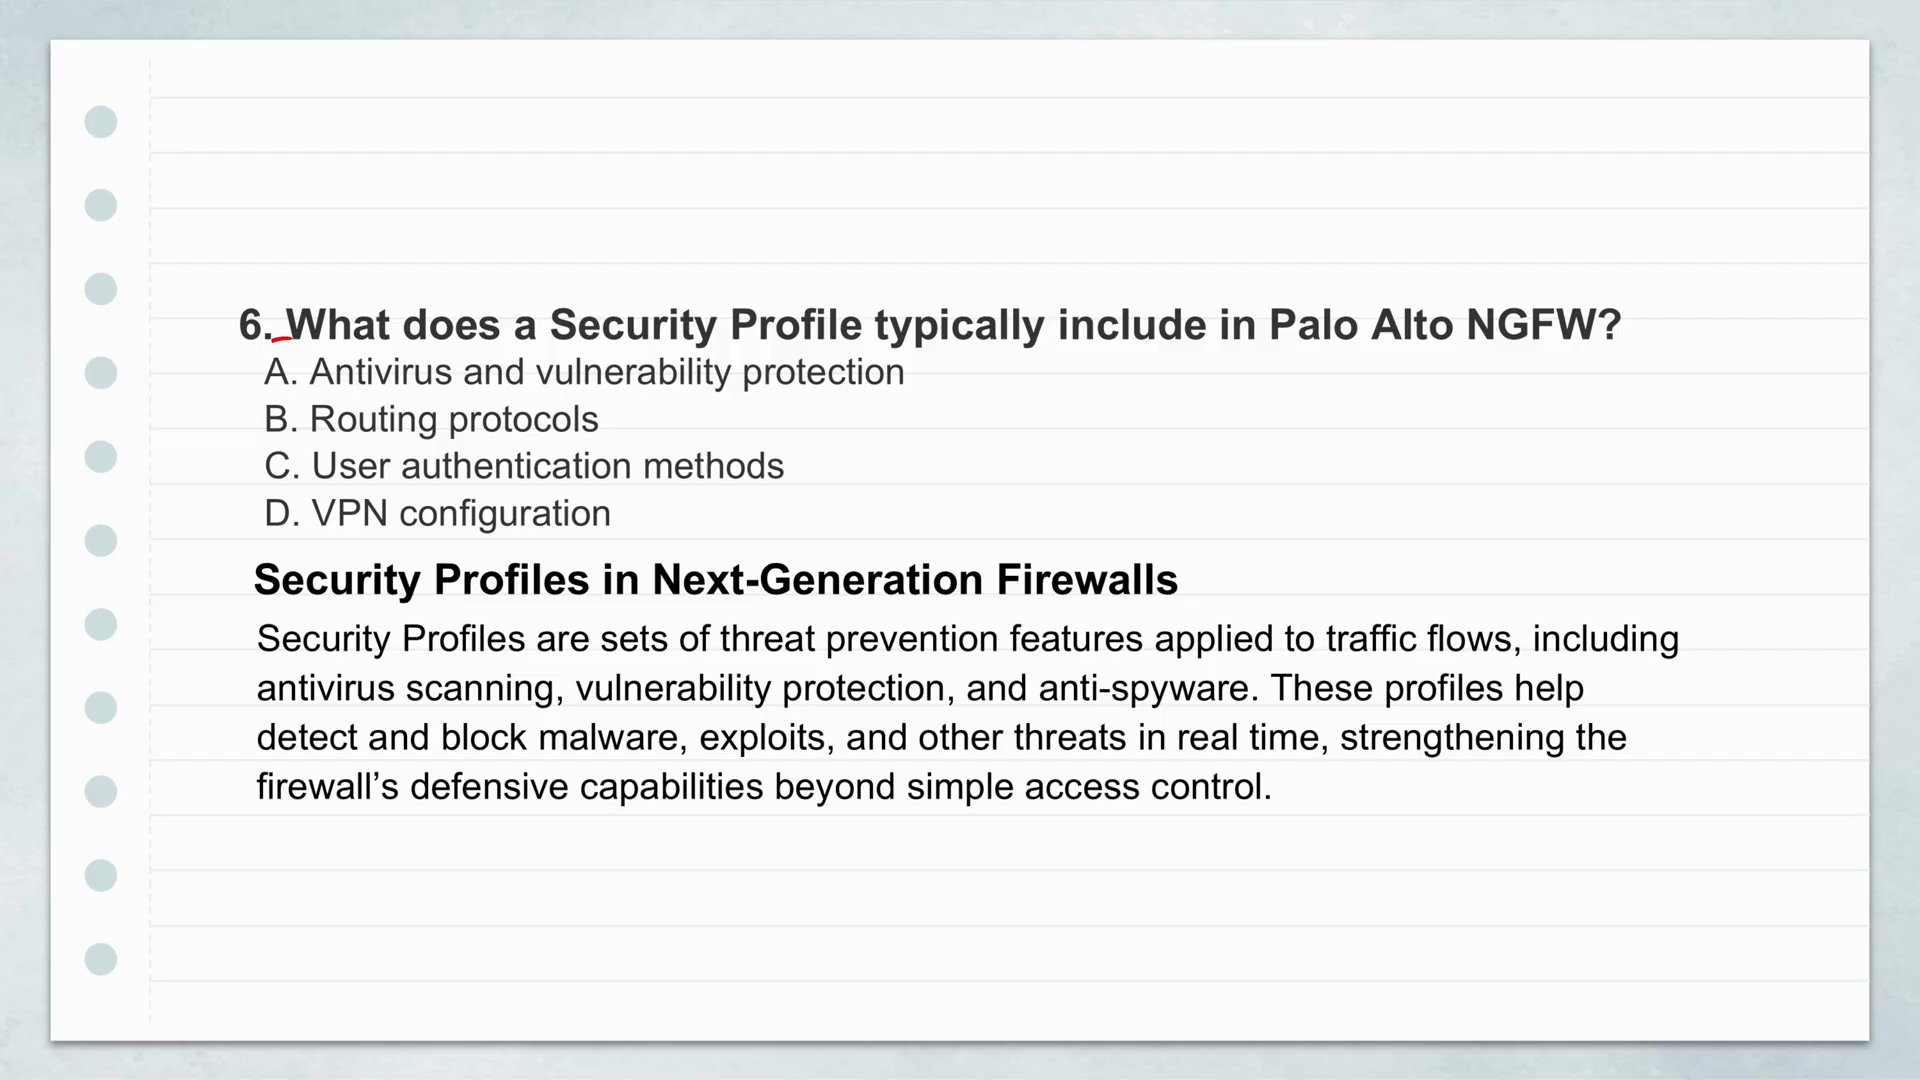 6. What does a Security Profile typically include in Palo Alto NGFW?
A. Antivirus and vulnerability protection
B. Routing protocols
C. User authentication methods
D. VPN configuration
Security Profiles in Next-Generation Firewalls
Security Profiles are sets of threat prevention features applied to traffic flows, including
antivirus scanning, vulnerability protection, and anti-spyware. These profiles help
detect and block malware, exploits, and other threats in real time, strengthening the
firewall’s defensive capabilities beyond simple access control.